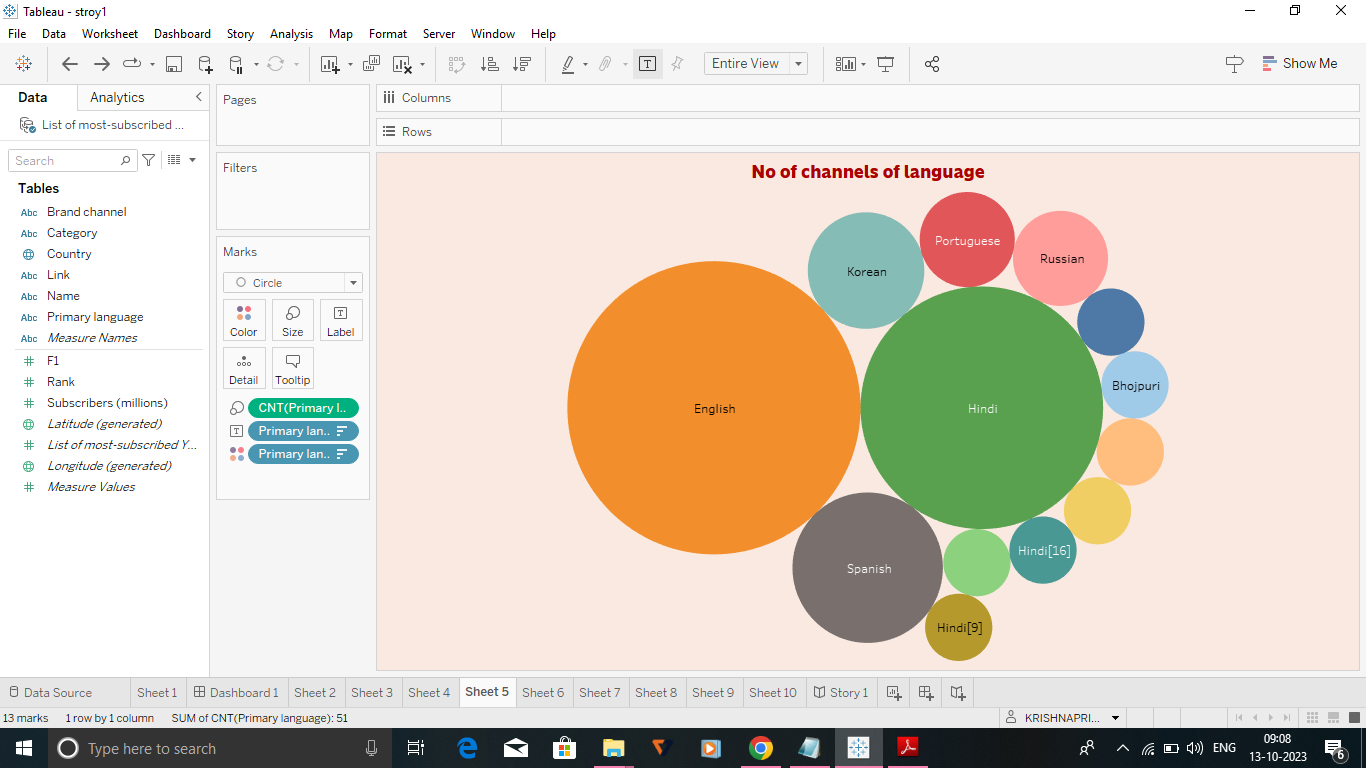 Tableau - stroy1
File Data Worksheet Dashboard Story Analysis Map Format Server Window Help
Entire View
Show Me
Data Analytics
List of most-subscribed ...
Search
Tables
Abc Brand channel
Abc Category
Country
Abc Link
Abc Name
Abc Primary language
Abc Measure Names
F1
Rank
Subscribers (millions)
Latitude (generated)
List of most-subscribed Y...
Longitude (generated)
Measure Values
Pages
Filters
Marks
Circle
Color Size Label
Detail Tooltip
CNT(Primary l..
Primary lan..
Primary lan..
Columns
Rows
No of channels of language
Portuguese
Russian
Korean
Bhojpuri
English
Hindi
Hindi[16]
Spanish
Hindi[9]
Data Source Sheet 1 Dashboard 1 Sheet 2 Sheet 3 Sheet 4 Sheet 5 Sheet 6 Sheet 7 Sheet 8 Sheet 9 Sheet 10 Story 1
13 marks 1 row by 1 column SUM of CNT(Primary language): 51 KRISHNAPRI...
Type here to search
ENG
09:08
13-10-2023
6